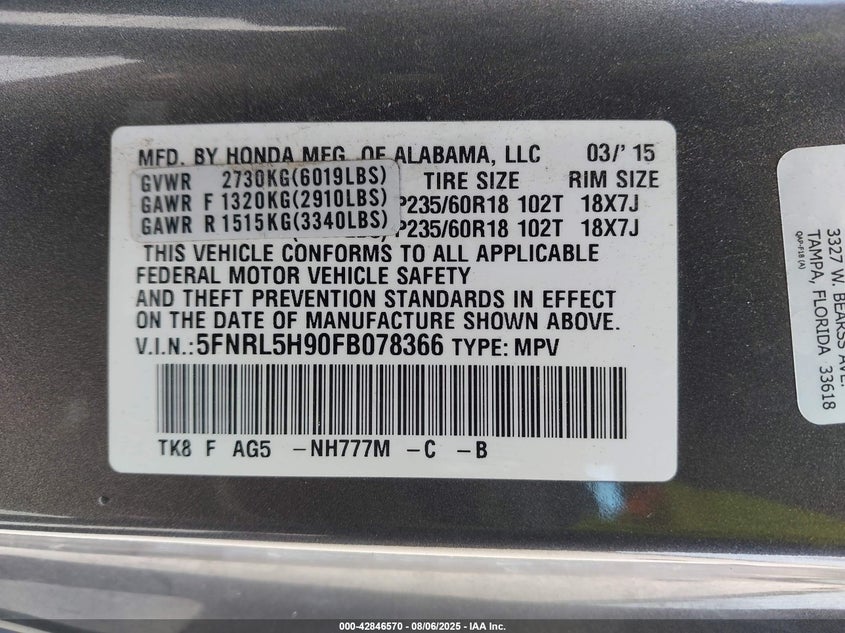 MFD. BY HONDA MFG. OF ALABAMA, LLC 03/'15
GVWR 2730KG(6019LBS) TIRE SIZE RIM SIZE
GAWR F 1320KG(2910LBS) P235/60R18 102T 18X7J
GAWR R 1515KG(3340LBS) P235/60R18 102T 18X7J
THIS VEHICLE CONFORMS TO ALL APPLICABLE
FEDERAL MOTOR VEHICLE SAFETY
AND THEFT PREVENTION STANDARDS IN EFFECT
ON THE DATE OF MANUFACTURE SHOWN ABOVE.
V.I.N.:5FNRL5H90FB078366 TYPE: MPV
TK8 F AG5 -NH777M -C -B
3327 W. BEARSS AVE.
TAMPA, FLORIDA 33618
QAP-F18 (A)
000-42846570 | 08/06/2025 - IAA Inc.